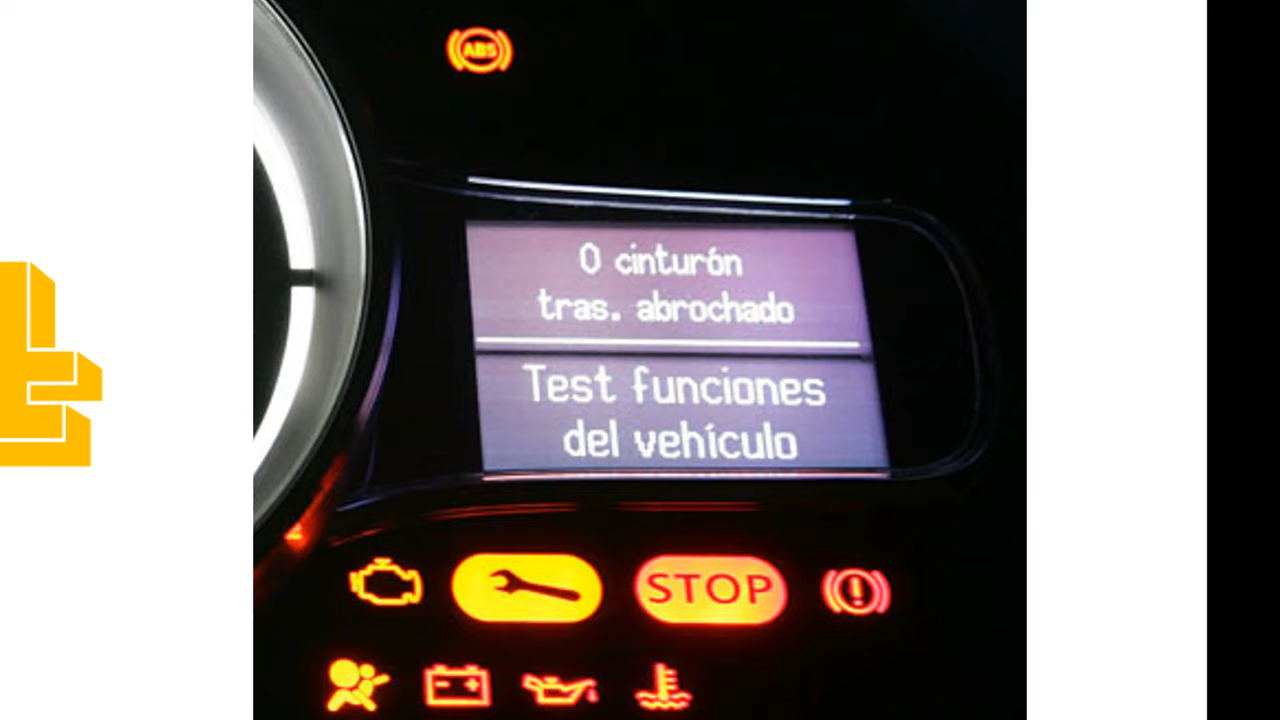 ABS
0 cinturón
tras. abrochado
Test funciones
del vehículo
STOP